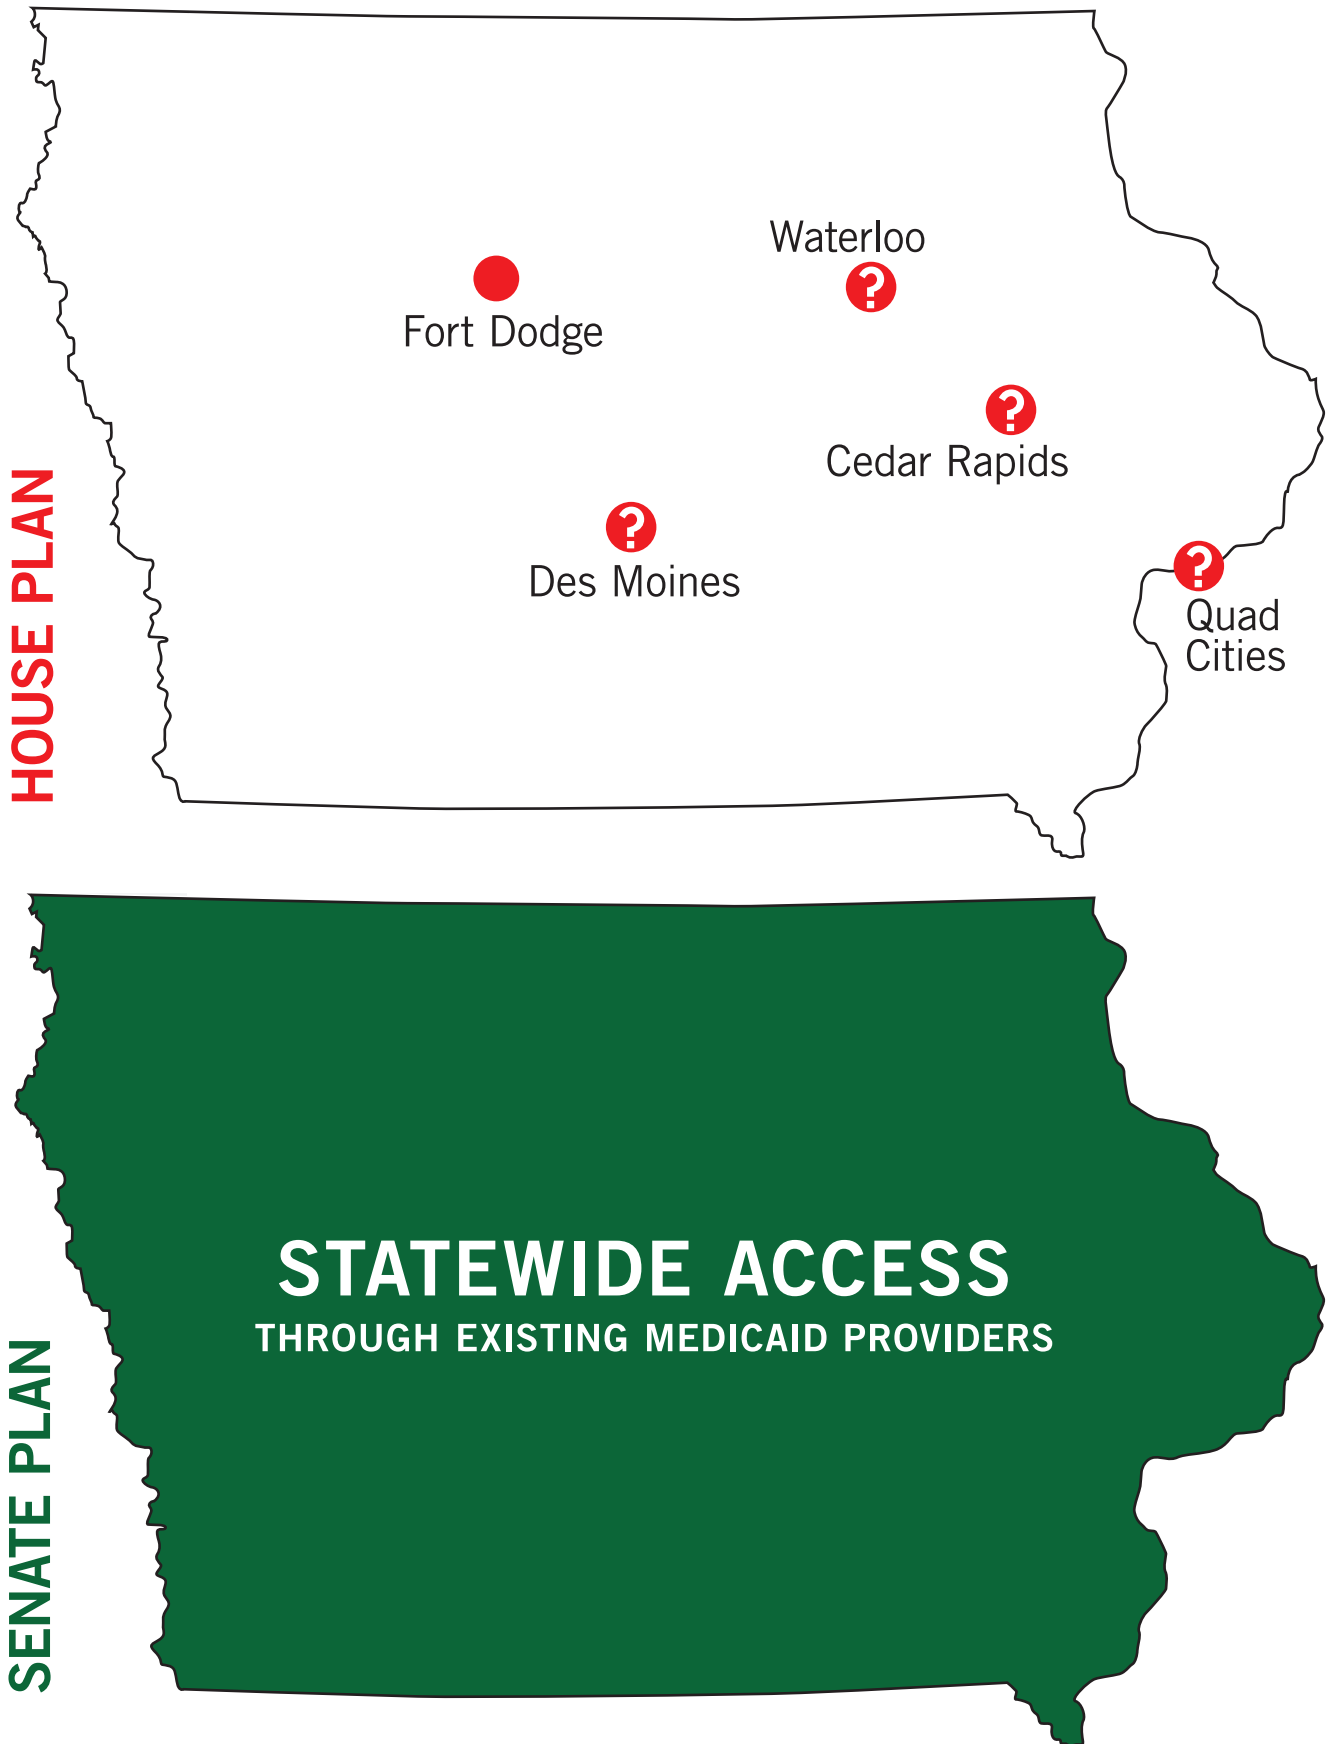 HOUSE PLAN
Waterloo
?
Fort Dodge
?
Cedar Rapids
?
Des Moines
?
Quad
Cities
SENATE PLAN
STATEWIDE ACCESS
THROUGH EXISTING MEDICAID PROVIDERS